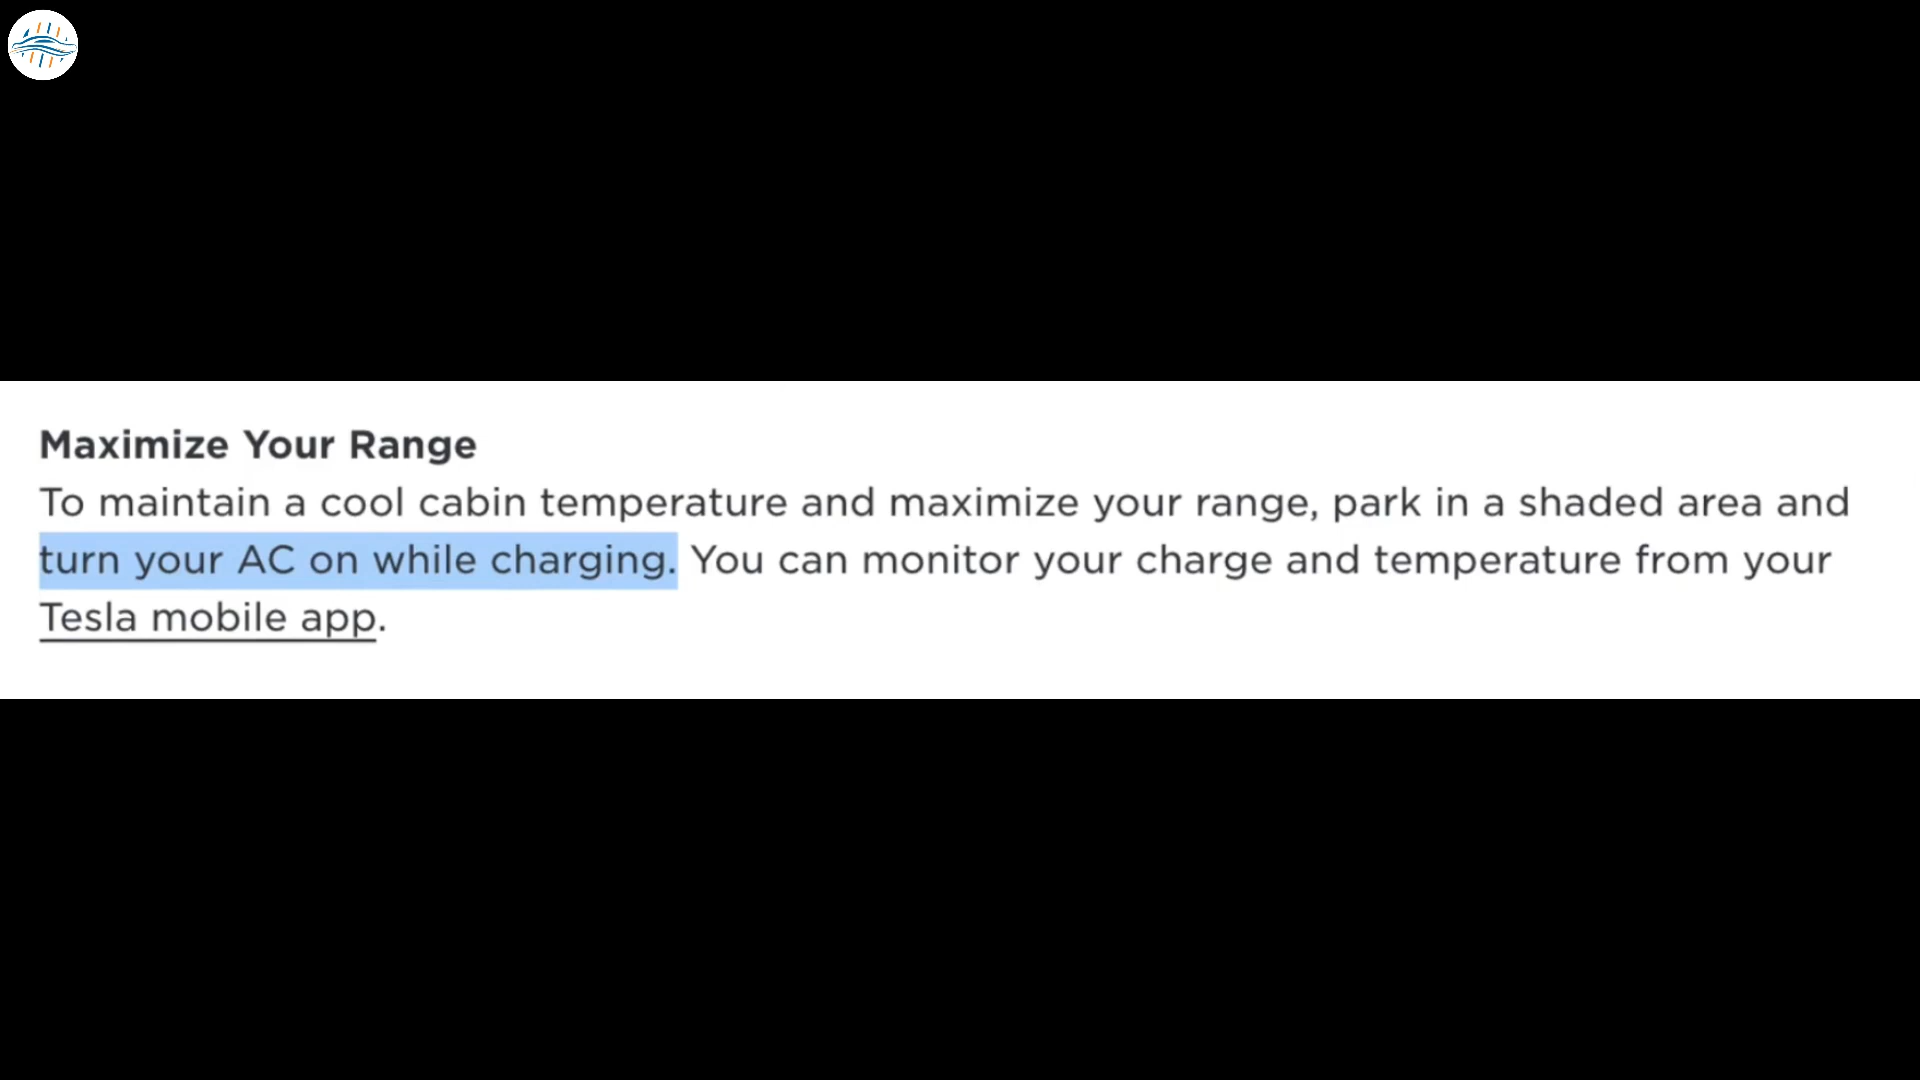 Maximize Your Range
To maintain a cool cabin temperature and maximize your range, park in a shaded area and
turn your AC on while charging. You can monitor your charge and temperature from your
Tesla mobile app.